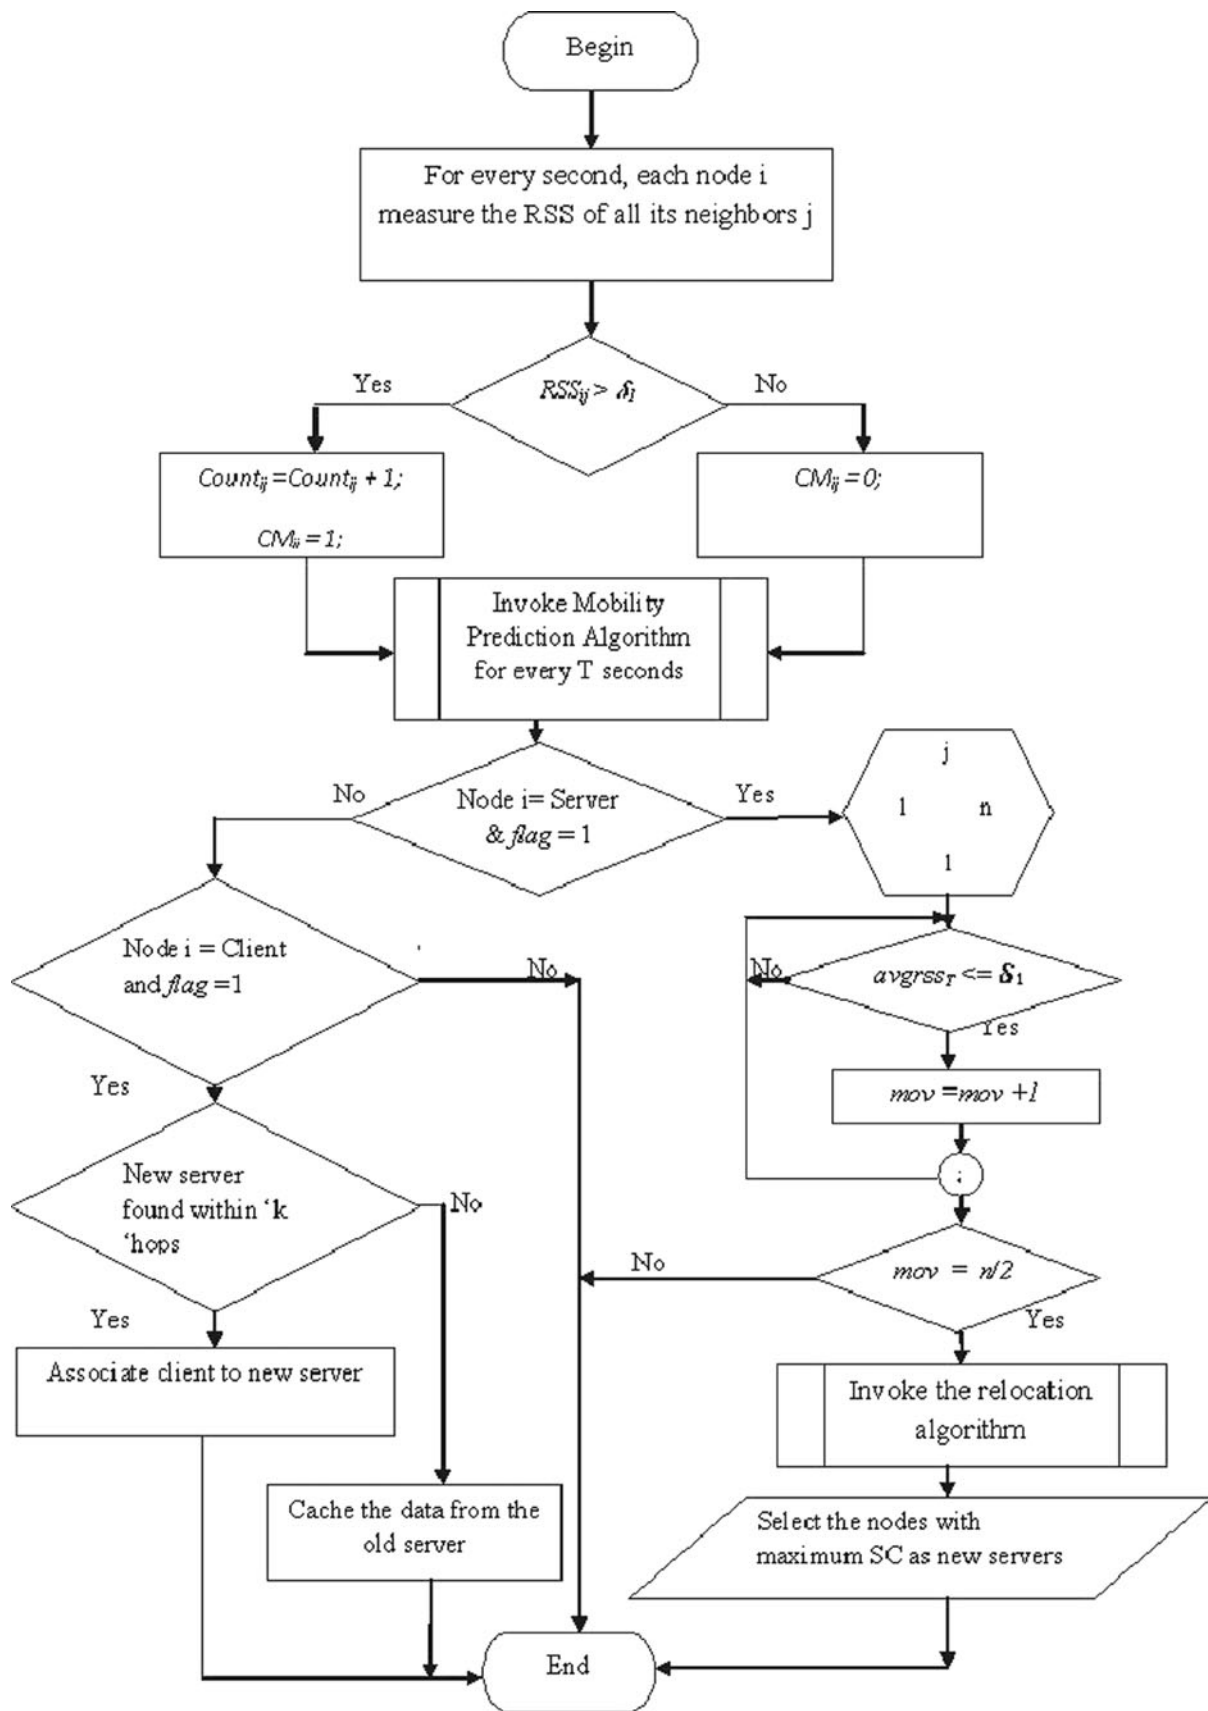 Begin
For every second, each node i
measure the RSS of all its neighbors j
RSSij > δ1
Yes
No
Countij =Countij + 1;
CMij = 1;
CMij = 0;
Invoke Mobility
Prediction Algorithm
for every T seconds
Node i= Server
& flag = 1
No
Yes
j
1 n
1
Node i = Client
and flag =1
No
Yes
avgrssT <= δ1
No
Yes
mov =mov +1
New server
found within ‘k
‘hops
No
Yes
mov = n/2
No
Yes
Associate client to new server
Invoke the relocation
algorithm
Cache the data from the
old server
Select the nodes with
maximum SC as new servers
End